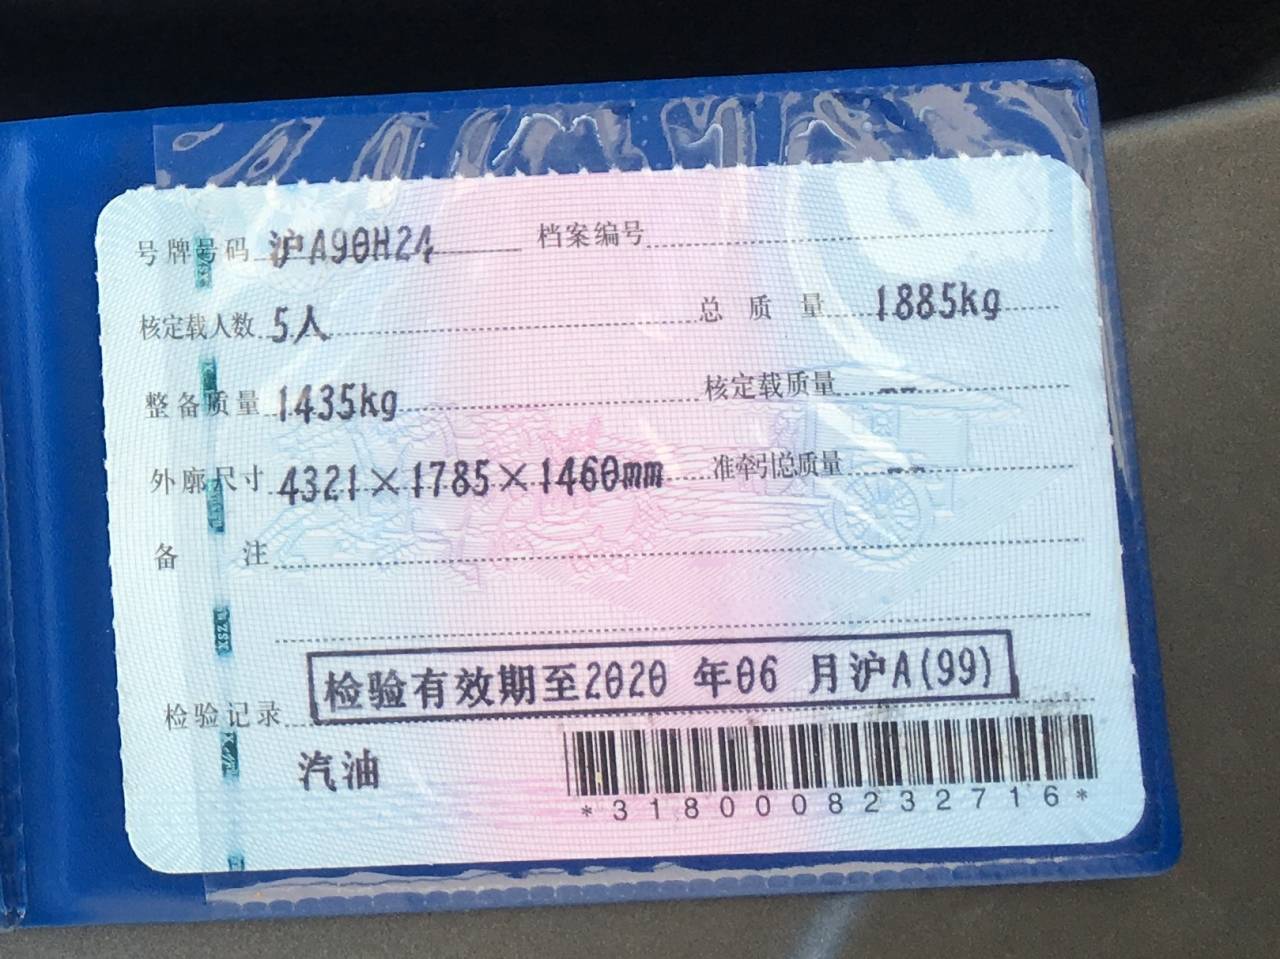 号牌号码 沪A90H24 档案编号
核定载人数 5人 总质量 1885kg
整备质量 1435kg 核定载质量 --
外廓尺寸 4321×1785×1460mm 准牵引总质量 --
备注
检验记录 检验有效期至2020 年06 月沪A(99)
汽油
*3180008232716*